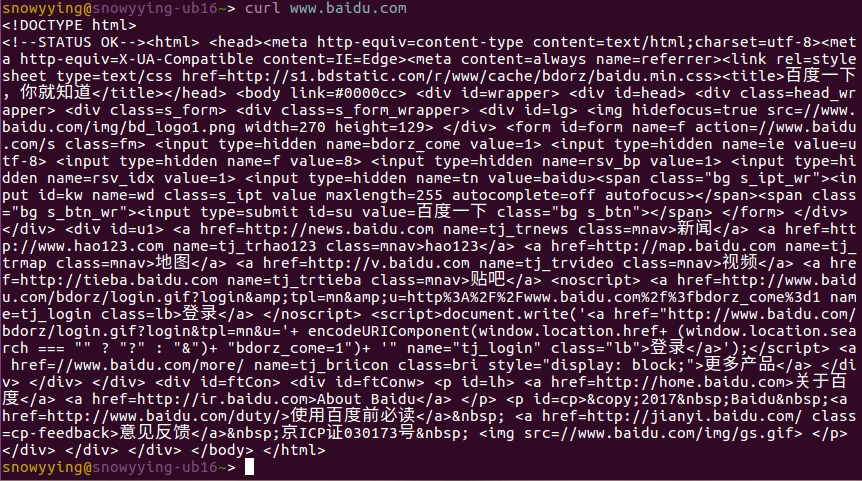 snowyying@snowyying-ub16~> curl www.baidu.com
<!DOCTYPE html>
<!--STATUS OK--><html> <head><meta http-equiv=content-type content=text/html;charset=utf-8><met
a http-equiv=X-UA-Compatible content=IE=Edge><meta content=always name=referrer><link rel=style
sheet type=text/css href=http://s1.bdstatic.com/r/www/cache/bdorz/baidu.min.css><title>百度一下
，你就知道</title></head> <body link=#0000cc> <div id=wrapper> <div id=head> <div class=head_wr
apper> <div class=s_form> <div class=s_form_wrapper> <div id=lg> <img hidefocus=true src=//www.
baidu.com/img/bd_logo1.png width=270 height=129> </div> <form id=form name=f action=//www.baidu
.com/s class=fm> <input type=hidden name=bdorz_come value=1> <input type=hidden name=ie value=u
tf-8> <input type=hidden name=f value=8> <input type=hidden name=rsv_bp value=1> <input type=hi
dden name=rsv_idx value=1> <input type=hidden name=tn value=baidu><span class="bg s_ipt_wr"><in
put id=kw name=wd class=s_ipt value maxlength=255 autocomplete=off autofocus></span><span class
="bg s_btn_wr"><input type=submit id=su value=百度一下 class="bg s_btn"></span> </form> </div>
</div> <div id=u1> <a href=http://news.baidu.com name=tj_trnews class=mnav>新闻</a> <a href=htt
p://www.hao123.com name=tj_trhao123 class=mnav>hao123</a> <a href=http://map.baidu.com name=tj_
trmap class=mnav>地图</a> <a href=http://v.baidu.com name=tj_trvideo class=mnav>视频</a> <a hre
f=http://tieba.baidu.com name=tj_trtieba class=mnav>贴吧</a> <noscript> <a href=http://www.baid
u.com/bdorz/login.gif?login&amp;tpl=mn&amp;u=http%3A%2F%2Fwww.baidu.com%2f%3fbdorz_come%3d1 nam
e=tj_login class=lb>登录</a> </noscript> <script>document.write('<a href="http://www.baidu.com/
bdorz/login.gif?login&tpl=mn&u='+ encodeURIComponent(window.location.href+ (window.location.sea
rch === "" ? "?" : "&")+ "bdorz_come=1")+ '" name="tj_login" class="lb">登录</a>');</script> <a
 href=//www.baidu.com/more/ name=tj_briicon class=bri style="display: block;">更多产品</a> </di
v> </div> </div> <div id=ftCon> <div id=ftConw> <p id=lh> <a href=http://home.baidu.com>关于百
度</a> <a href=http://ir.baidu.com>About Baidu</a> </p> <p id=cp>&copy;2017&nbsp;Baidu&nbsp;<a
href=http://www.baidu.com/duty/>使用百度前必读</a>&nbsp; <a href=http://jianyi.baidu.com/ class
=cp-feedback>意见反馈</a>&nbsp;京ICP证030173号&nbsp; <img src=//www.baidu.com/img/gs.gif> </p>
</div> </div> </div> </body> </html>
snowyying@snowyying-ub16~>